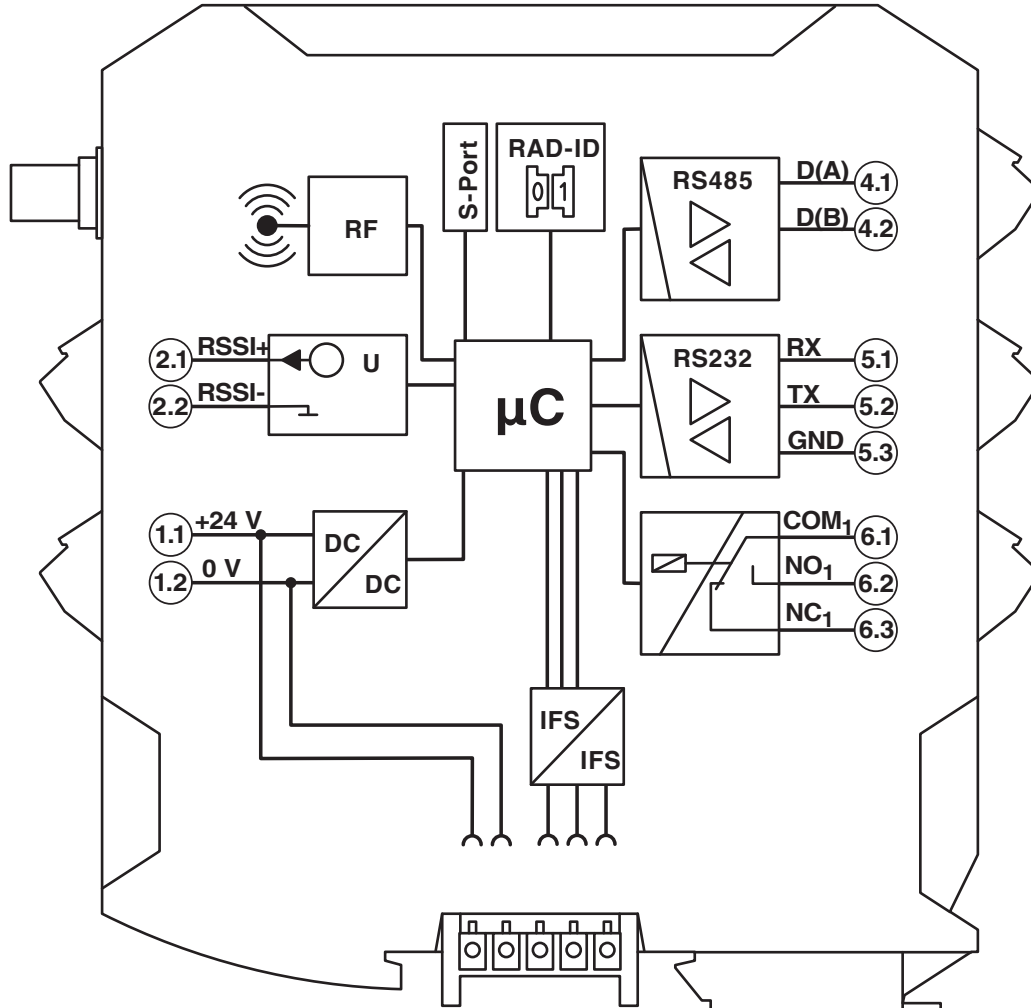 S-Port
RAD-ID
0 1
RF
RS485
D(A) 4.1
D(B) 4.2
2.1 RSSI+
U
2.2 RSSI-
µC
RS232
RX 5.1
TX 5.2
GND 5.3
1.1 +24 V
1.2 0 V
DC
DC
COM1 6.1
NO1 6.2
NC1 6.3
IFS
IFS